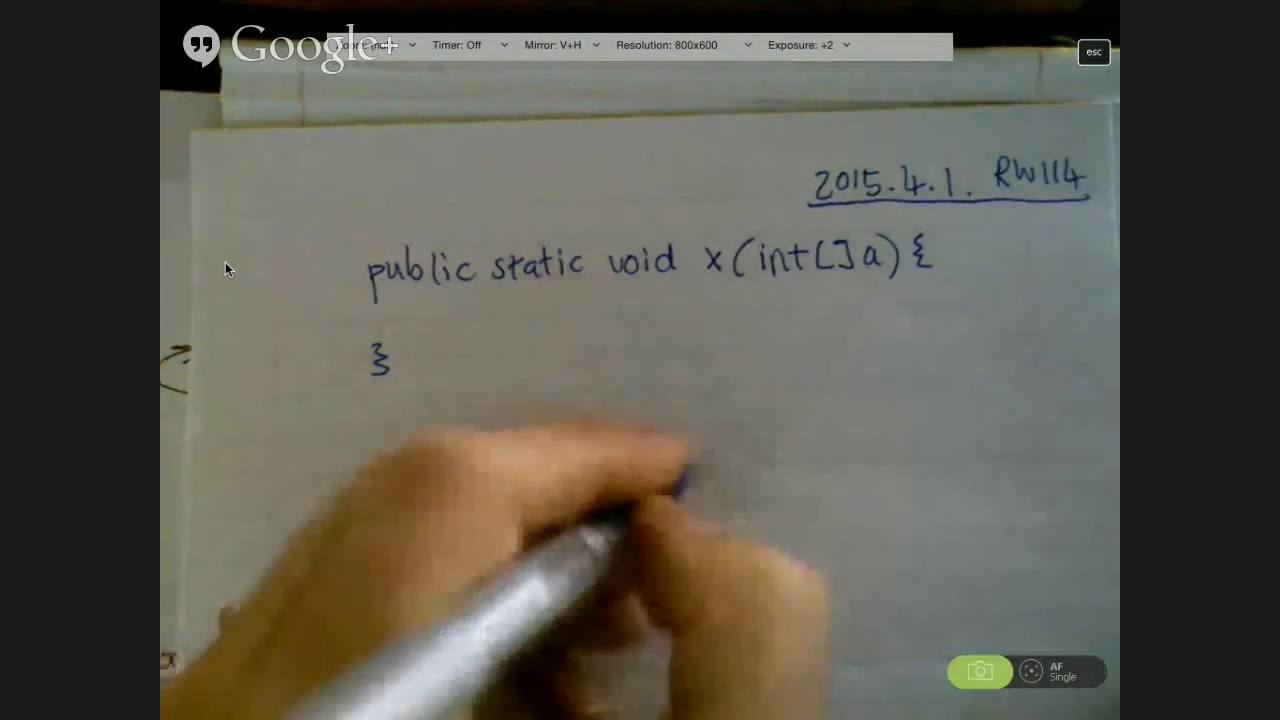 Google+
Timer: Off
Mirror: V+H
Resolution: 800x600
Exposure: +2
esc
2015.4.1. RW114
public static void x(int[]a){
}
AF
Single